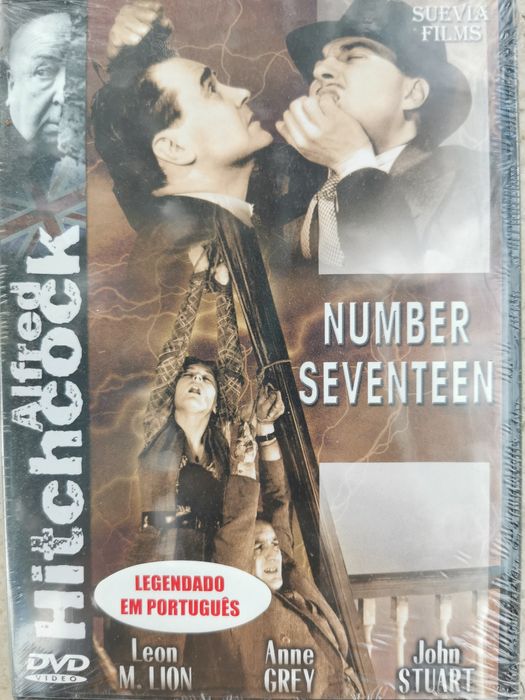 SUEVIA
FILMS
Alfred
Hitchcock
NUMBER
SEVENTEEN
LEGENDADO
EM PORTUGUÊS
Leon
M. LION
Anne
GREY
John
STUART
DVD
VIDEO